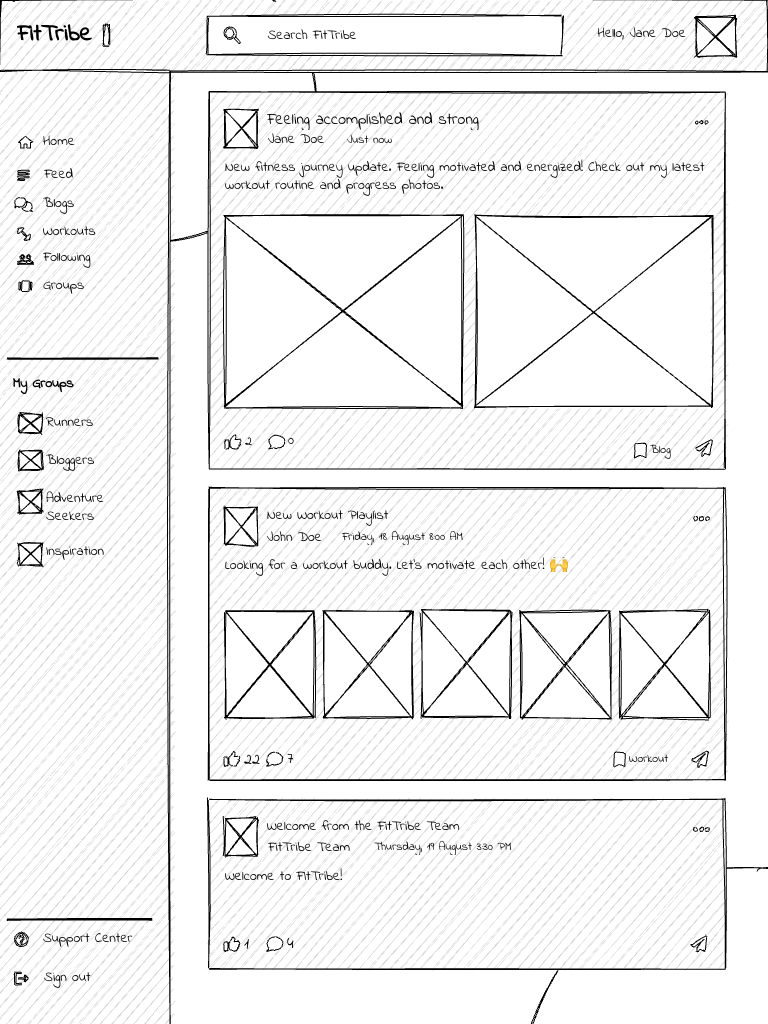 FitTribe
Search FitTribe
Hello, Jane Doe
Home
Feed
Blogs
Workouts
Following
Groups
My Groups
Runners
Bloggers
Adventure
Seekers
Inspiration
Support Center
Sign out
Feeling accomplished and strong
Jane Doe Just now
New fitness journey update. Feeling motivated and energized! Check out my latest
workout routine and progress photos.
2 0 Blog
New Workout Playlist
John Doe Friday, 18 August 8:00 AM
Looking for a workout buddy. Let's motivate each other! 🙌
22 7 Workout
Welcome from the FitTribe Team
FitTribe Team Thursday, 17 August 3:30 PM
Welcome to FitTribe!
1 4